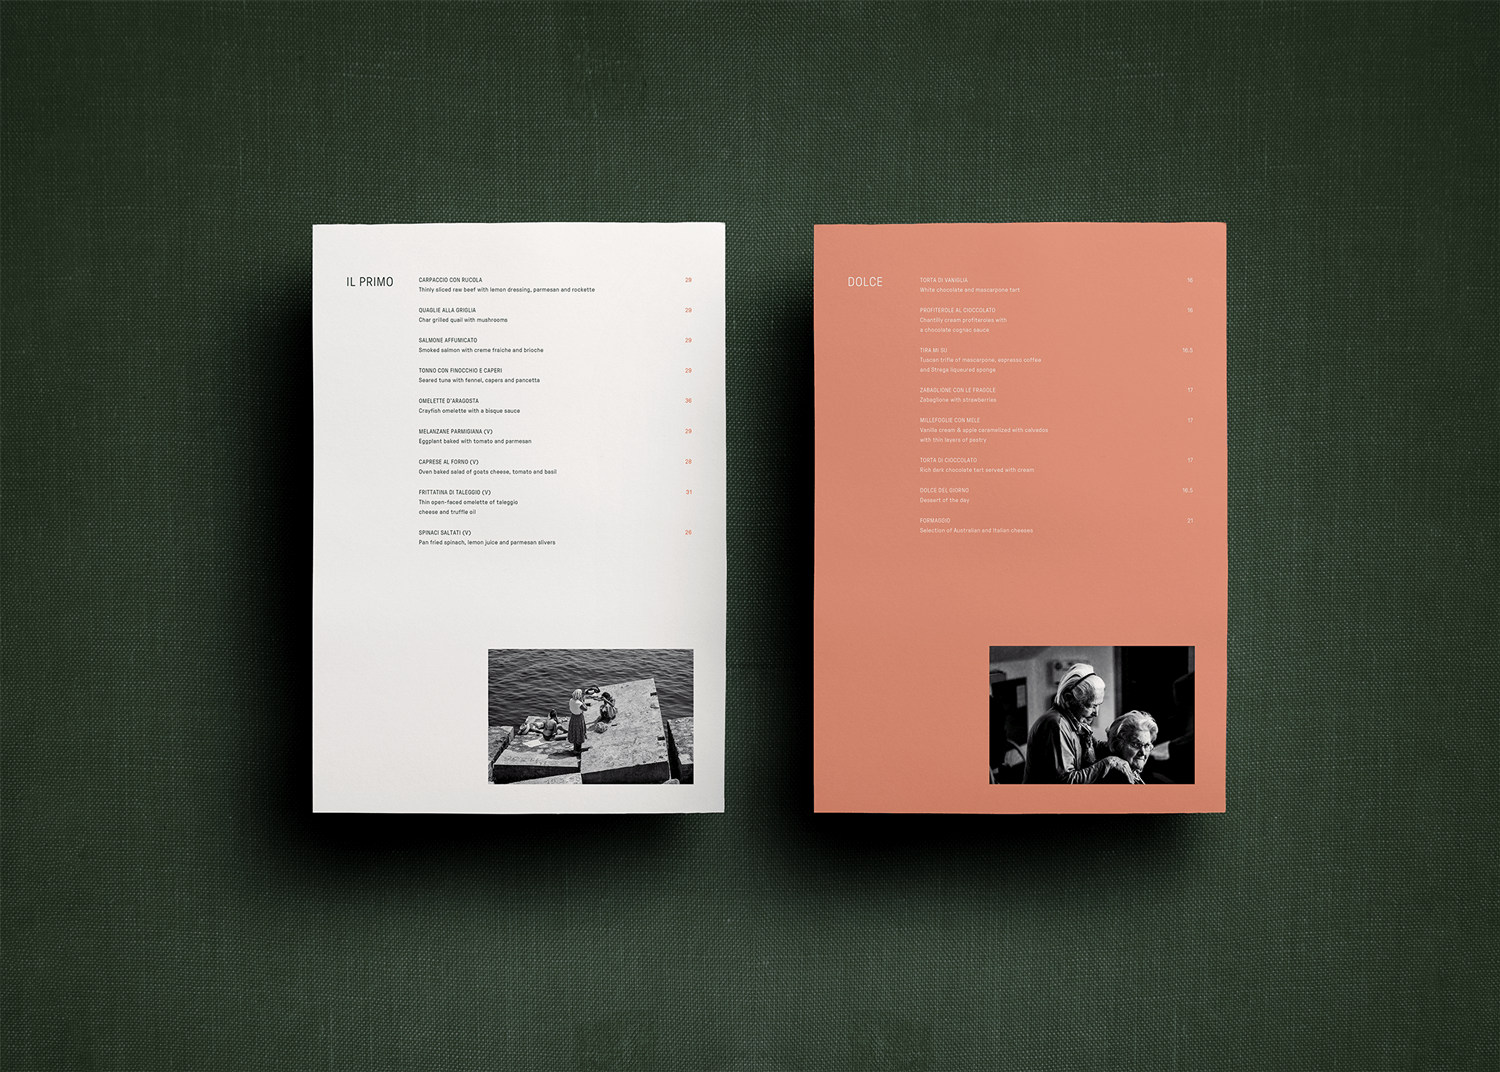 IL PRIMO
CARPACCIO CON RUCOLA 29
Thinly sliced raw beef with lemon dressing, parmesan and rockette
QUAGLIE ALLA GRIGLIA 29
Char grilled quail with mushrooms
SALMONE AFFUMICATO 29
Smoked salmon with creme fraiche and brioche
TONNO CON FINOCCHIO E CAPERI 29
Seared tuna with fennel, capers and pancetta
OMELETTE D'ARAGOSTA 36
Crayfish omelette with a bisque sauce
MELANZANE PARMIGIANA (V) 29
Eggplant baked with tomato and parmesan
CAPRESE AL FORNO (V) 28
Oven baked salad of goats cheese, tomato and basil
FRITTATINA DI TALEGGIO (V) 31
Thin open-faced omelette of taleggio
cheese and truffle oil
SPINACI SALTATI (V) 26
Pan fried spinach, lemon juice and parmesan slivers
DOLCE
TORTA DI VANIGLIA 16
White chocolate and mascarpone tart
PROFITEROLE AL CIOCCOLATO 16
Chantilly cream profiteroles with
a chocolate cognac sauce
TIRA MI SU 16.5
Tuscan trifle of mascarpone, espresso coffee
and Strega liqueured sponge
ZABAGLIONE CON LE FRAGOLE 17
Zabaglione with strawberries
MILLEFOGLIE CON MELE 17
Vanilla cream & apple caramelized with calvados
with thin layers of pastry
TORTA DI CIOCCOLATO 17
Rich dark chocolate tart served with cream
DOLCE DEL GIORNO 16.5
Dessert of the day
FORMAGGIO 21
Selection of Australian and Italian cheeses